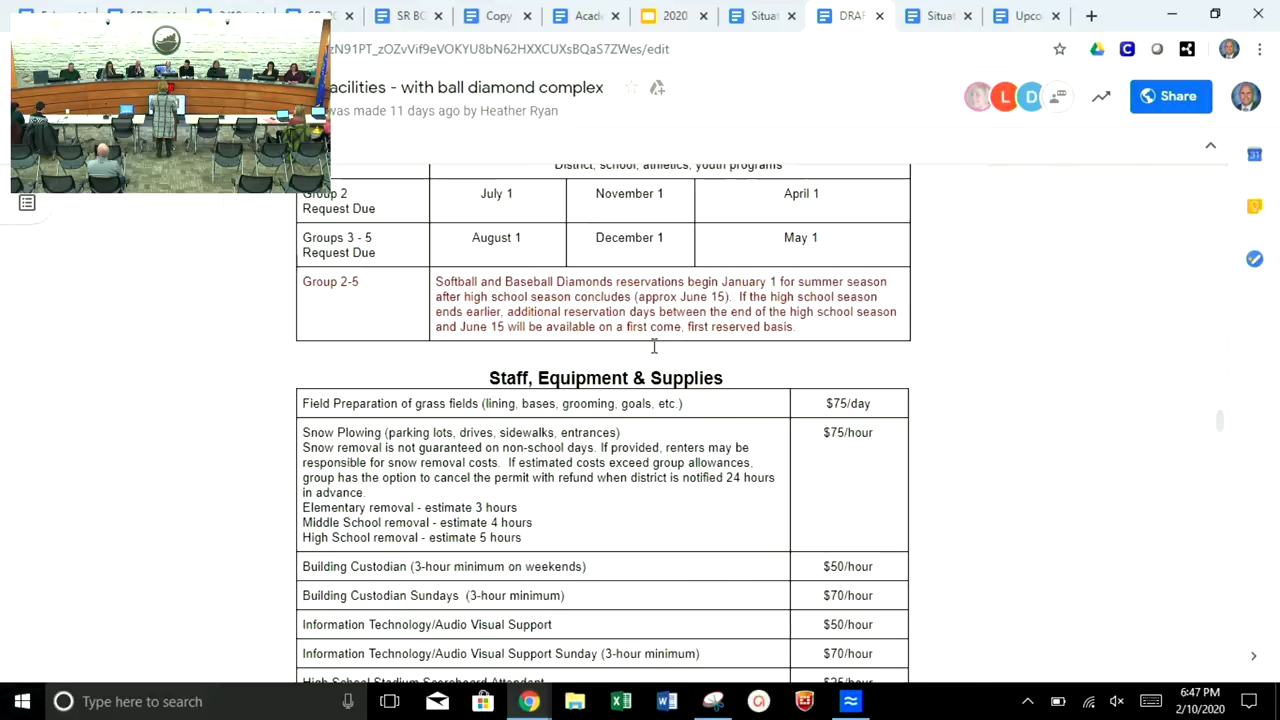 SR BC
Copy
Acade
2020
Situat
DRAF
Situat
Upco
zN91PT_zOZvVif9eVOKYU8bN62HXXCUXsBQaS7ZWes/edit
acilities - with ball diamond complex
was made 11 days ago by Heather Ryan
L
D
Share
District, school, athletics, youth programs
Group 2
Request Due
July 1
November 1
April 1
Groups 3 - 5
Request Due
August 1
December 1
May 1
Group 2-5
Softball and Baseball Diamonds reservations begin January 1 for summer season
after high school season concludes (approx June 15). If the high school season
ends earlier, additional reservation days between the end of the high school season
and June 15 will be available on a first come, first reserved basis.
Staff, Equipment & Supplies
Field Preparation of grass fields (lining, bases, grooming, goals, etc.)
$75/day
Snow Plowing (parking lots, drives, sidewalks, entrances)
$75/hour
Snow removal is not guaranteed on non-school days. If provided, renters may be
responsible for snow removal costs. If estimated costs exceed group allowances,
group has the option to cancel the permit with refund when district is notified 24 hours
in advance.
Elementary removal - estimate 3 hours
Middle School removal - estimate 4 hours
High School removal - estimate 5 hours
Building Custodian (3-hour minimum on weekends)
$50/hour
Building Custodian Sundays (3-hour minimum)
$70/hour
Information Technology/Audio Visual Support
$50/hour
Information Technology/Audio Visual Support Sunday (3-hour minimum)
$70/hour
High School Stadium Scoreboard Attendant
$25/hour
Type here to search
6:47 PM
2/10/2020